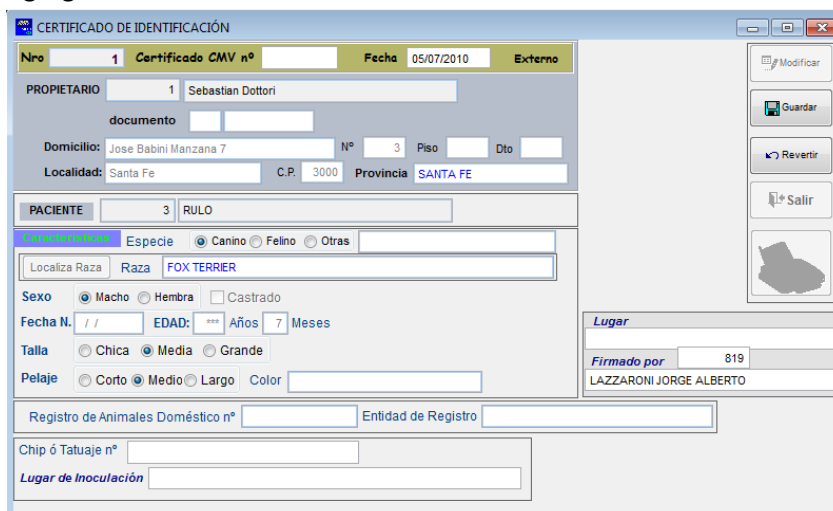 CERTIFICADO DE IDENTIFICACIÓN
Nro 1 Certificado CMV nº Fecha 05/07/2010 Externo
PROPIETARIO 1 Sebastian Dottori
documento
Domicilio: Jose Babini Manzana 7 Nº 3 Piso Dto
Localidad: Santa Fe C.P. 3000 Provincia SANTA FE
PACIENTE 3 RULO
Especie Canino Felino Otras
Localiza Raza Raza FOX TERRIER
Sexo Macho Hembra Castrado
Fecha N. / / EDAD: *** Años 7 Meses
Talla Chica Media Grande
Pelaje Corto Medio Largo Color
Registro de Animales Doméstico nº Entidad de Registro
Chip ó Tatuaje nº
Lugar de Inoculación
Modificar
Guardar
Revertir
Salir
Lugar
Firmado por 819
LAZZARONI JORGE ALBERTO